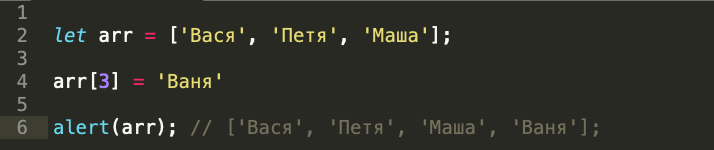 1
2 let arr = ['Вася', 'Петя', 'Маша'];
3
4 arr[3] = 'Ваня'
5
6 alert(arr); // ['Вася', 'Петя', 'Маша', 'Ваня'];